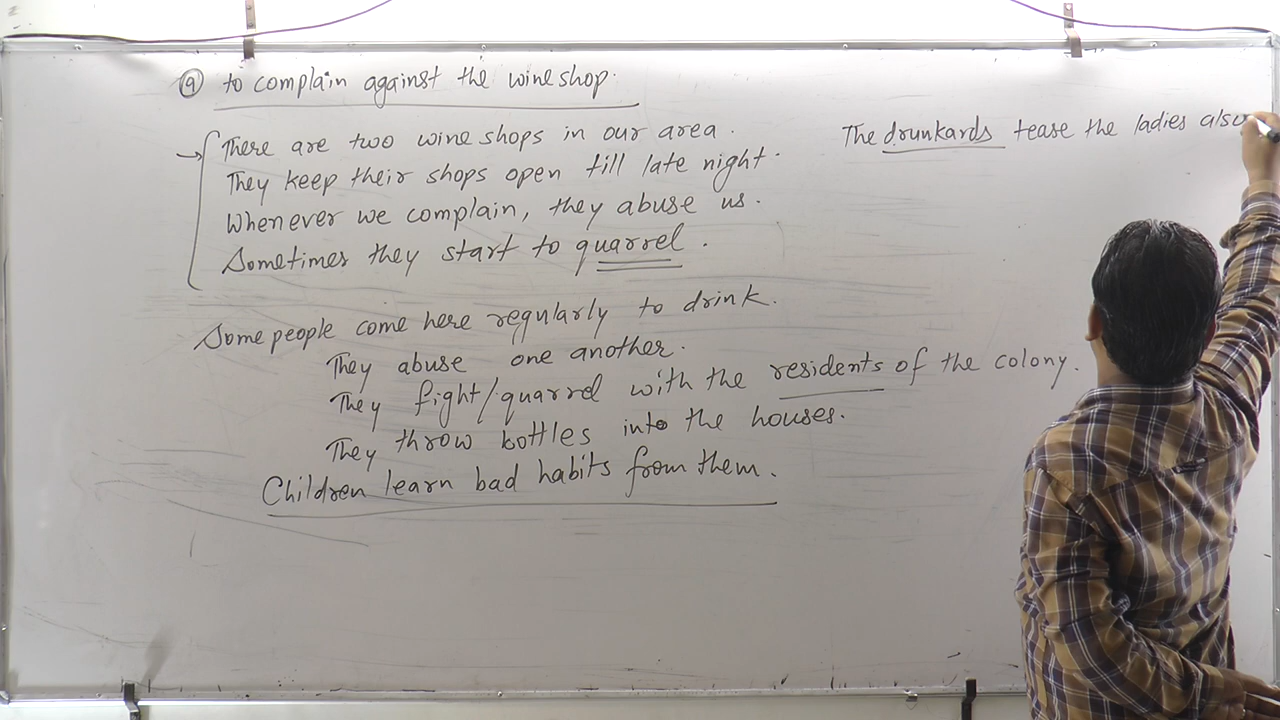 (9) to complain against the wine shop.
There are two wine shops in our area.
They keep their shops open till late night.
Whenever we complain, they abuse us.
Sometimes they start to quarrel.
Some people come here regularly to drink.
They abuse one another.
They fight/quarrel with the residents of the colony.
They throw bottles into the houses.
Children learn bad habits from them.
The drunkards tease the ladies also